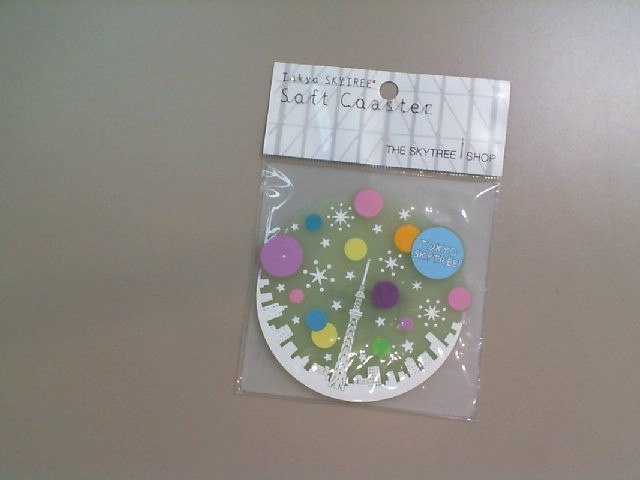 Tokyo SKYTREE®
Soft Coaster
THE SKYTREE SHOP
TOKYO
SKYTREE